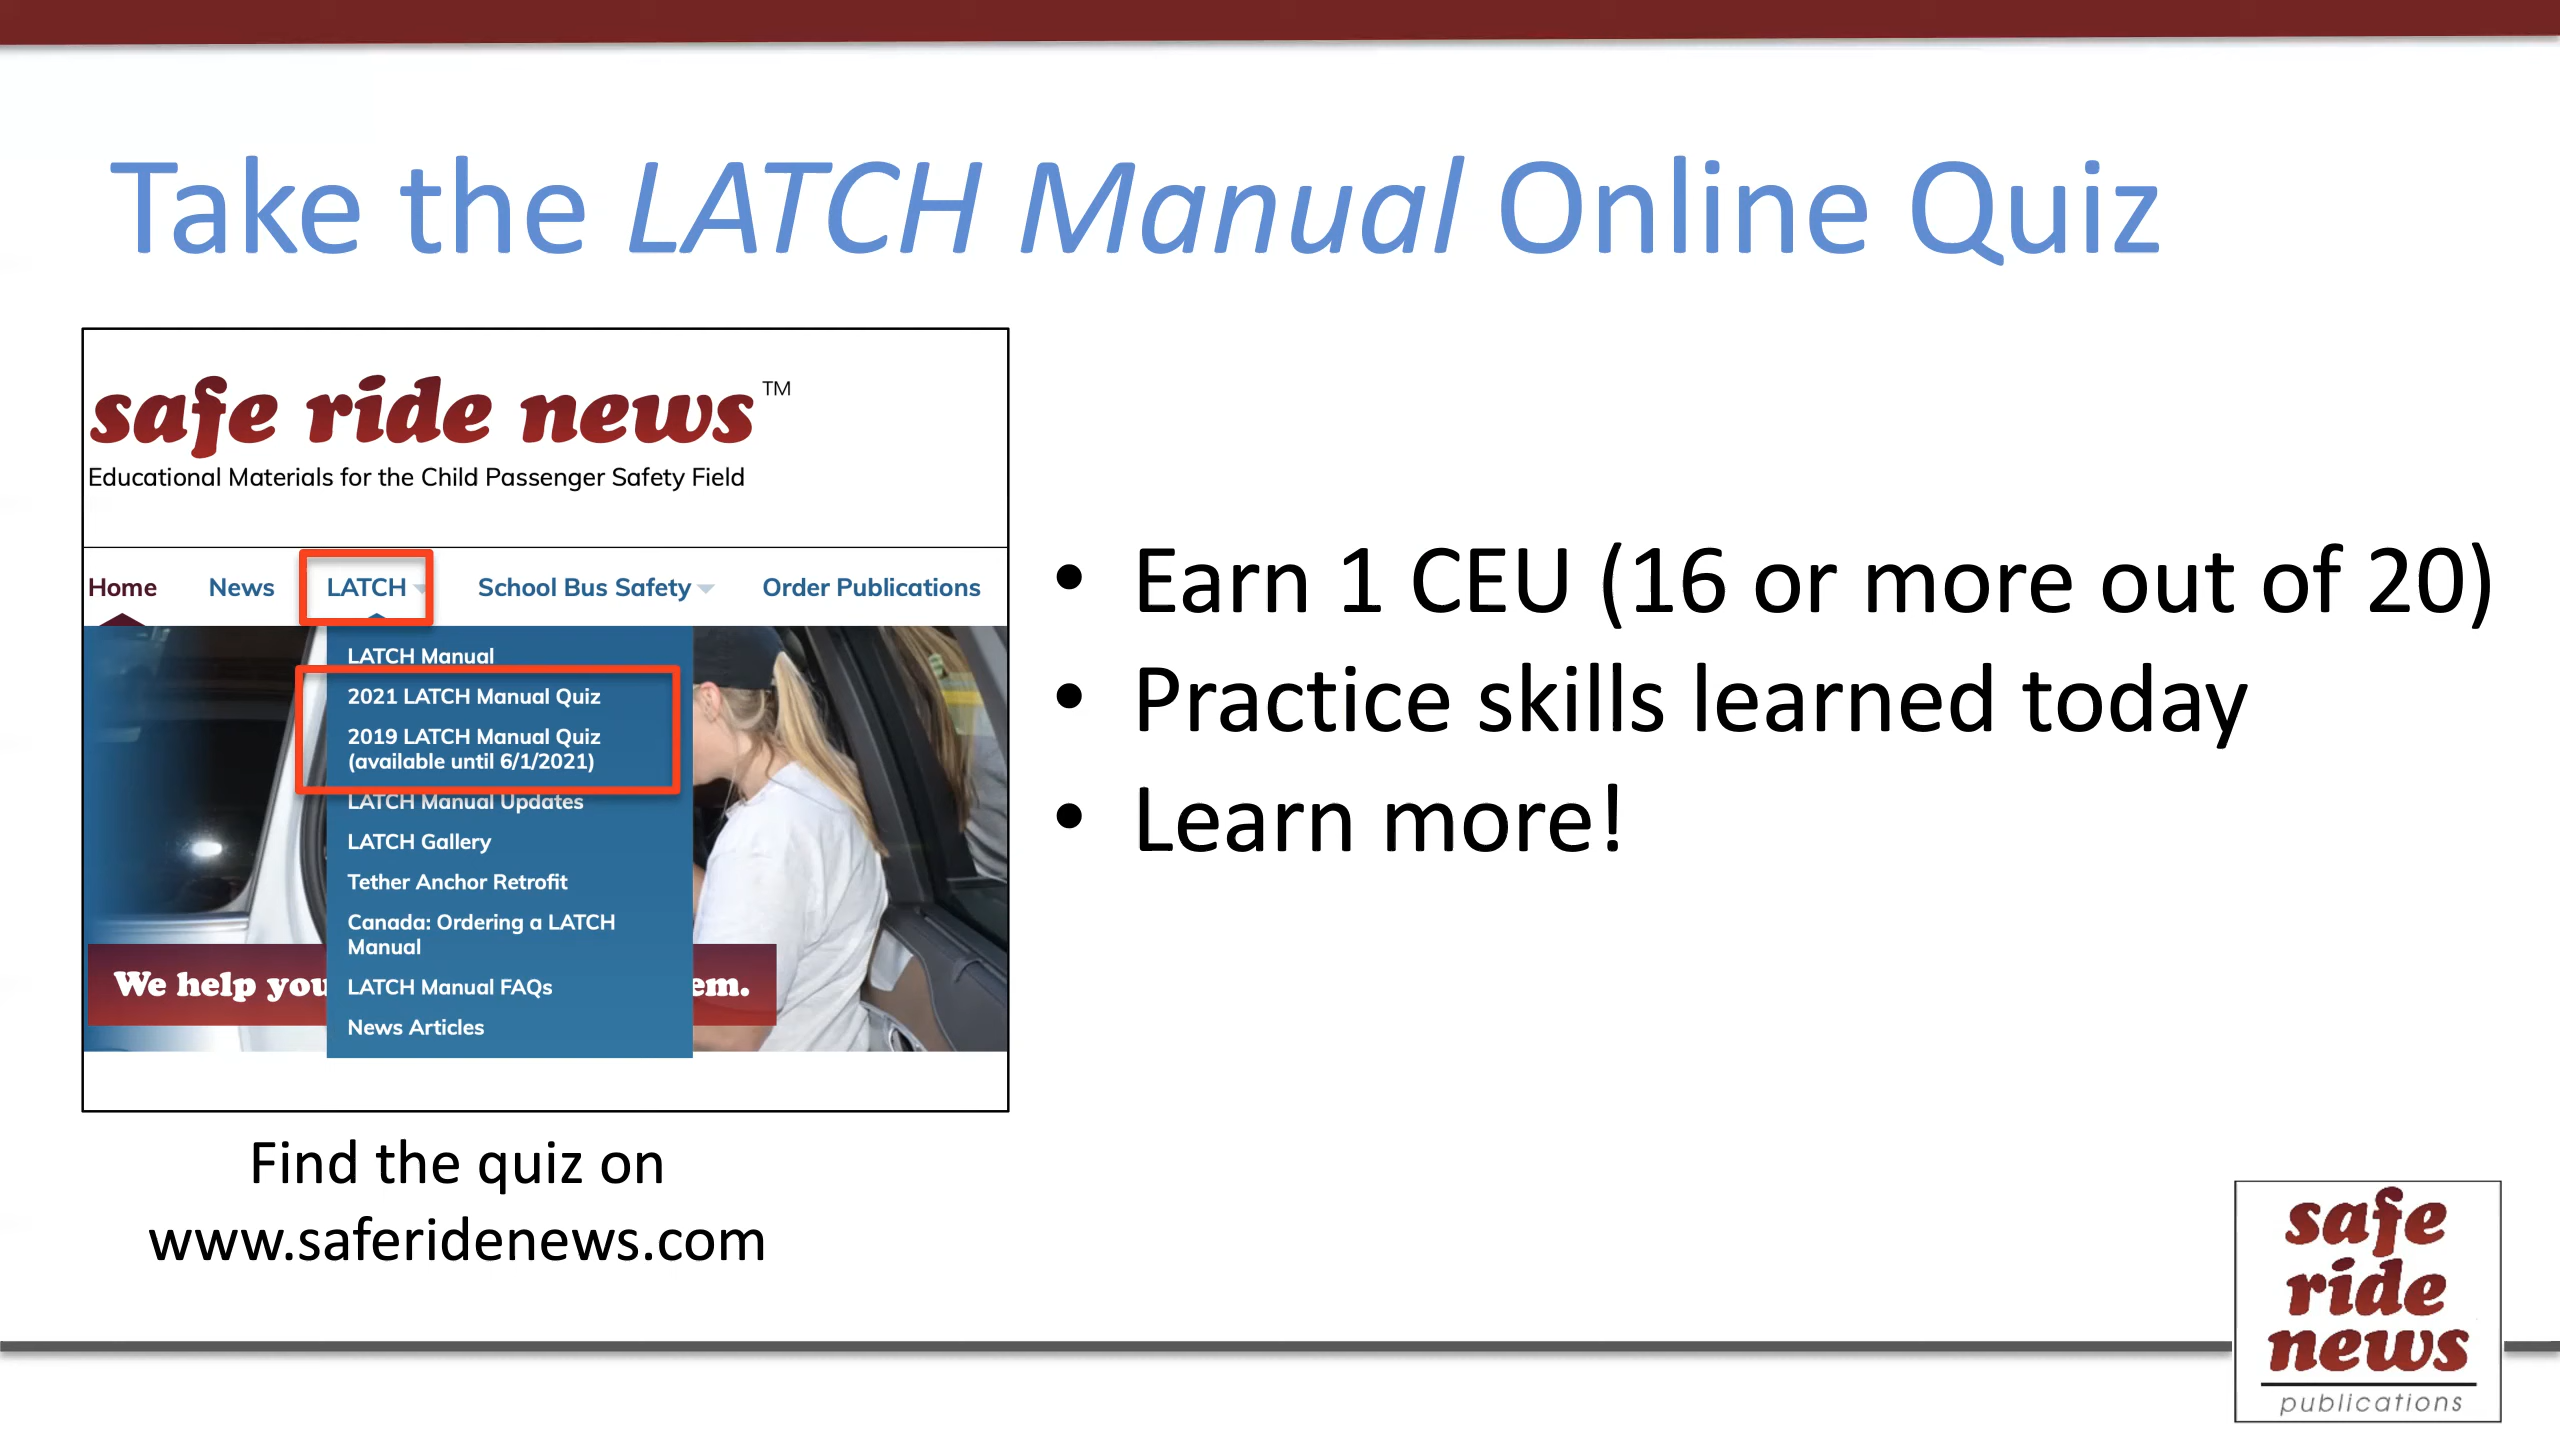 Take the LATCH Manual Online Quiz
safe ride news™
Educational Materials for the Child Passenger Safety Field
Home News LATCH School Bus Safety Order Publications
LATCH Manual
2021 LATCH Manual Quiz
2019 LATCH Manual Quiz
(available until 6/1/2021)
LATCH Manual Updates
LATCH Gallery
Tether Anchor Retrofit
Canada: Ordering a LATCH
Manual
LATCH Manual FAQs
News Articles
We help you
Find the quiz on
www.saferidenews.com
• Earn 1 CEU (16 or more out of 20)
• Practice skills learned today
• Learn more!
safe
ride
news
publications